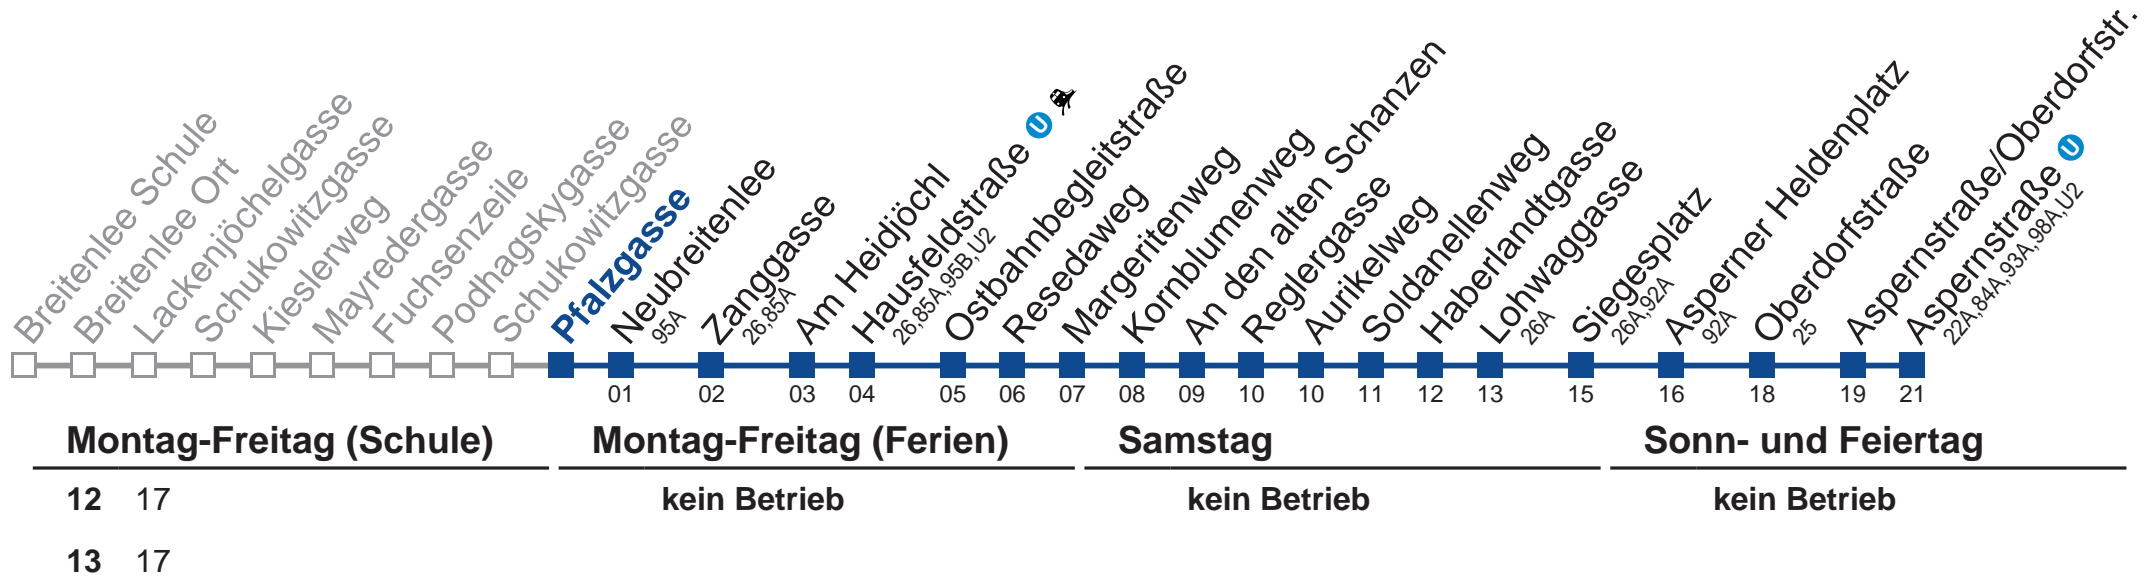 Breitenlee Schule
Breitenlee Ort
Lackenjöchelgasse
Schukowitzgasse
Kieslerweg
Mayredergasse
Fuchsenzeile
Podhagskygasse
Schukowitzgasse
Pfalzgasse
Neubreitenlee
95A
Zanggasse
26,85A
Am Heidjöchl
Hausfeldstraße U
26,85A,95B,U2
Ostbahnbegleitstraße
Resedaweg
Margeritenweg
Kornblumenweg
An den alten Schanzen
Reglergasse
Aurikelweg
Soldanellenweg
Haberlandtgasse
Lohwaggasse
26A
Siegesplatz
26A,92A
Asperner Heldenplatz
92A
Oberdorfstraße
25
Aspernstraße/Oberdorfstr.
Aspernstraße U
22A,84A,93A,98A,U2
01 02 03 04 05 06 07 08 09 10 10 11 12 13 15 16 18 19 21
Montag-Freitag (Schule) Montag-Freitag (Ferien) Samstag Sonn- und Feiertag
12 17 kein Betrieb kein Betrieb kein Betrieb
13 17